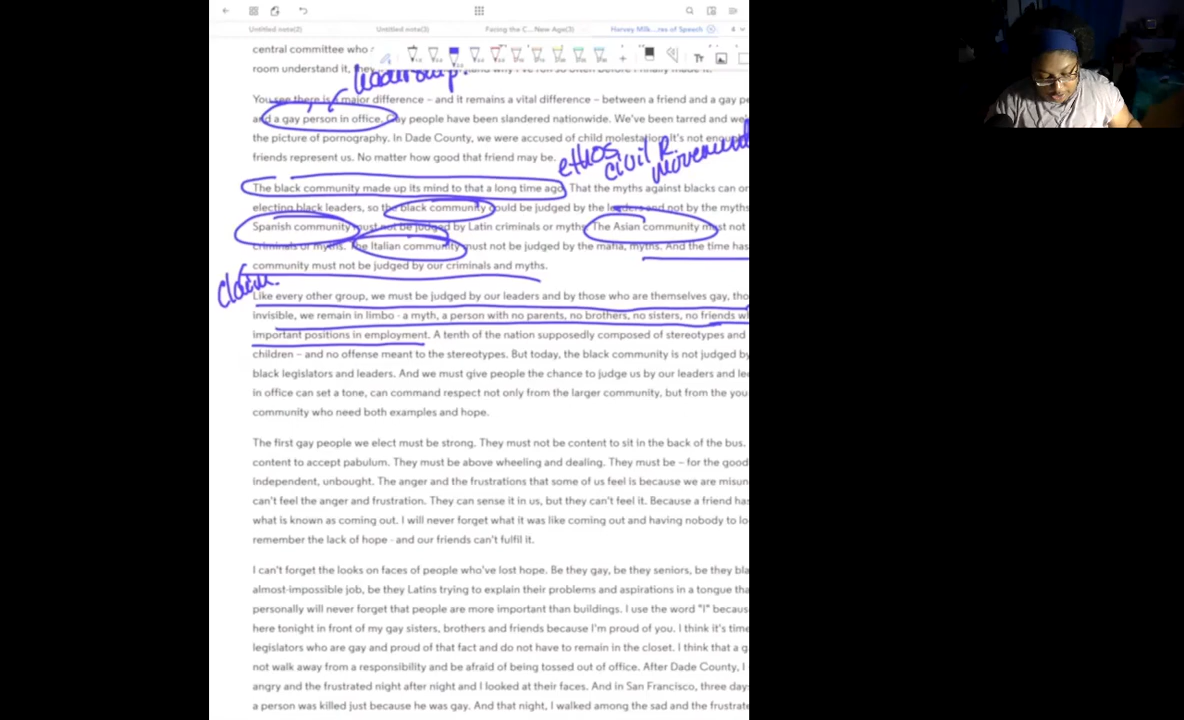 Untitled note(2)
Untitled note(3)
Facing the C... New Age(3)
Harvey Milk...res of Speech
4
Tr
central committee who
room understand it, they
leadership.
You see there is a major difference – and it remains a vital difference – between a friend and a gay pe
and a gay person in office. Gay people have been slandered nationwide. We've been tarred and we'
the picture of pornography. In Dade County, we were accused of child molestation. It's not enough
friends represent us. No matter how good that friend may be.
ethos
civil R.
movement
The black community made up its mind to that a long time ago. That the myths against blacks can on
electing black leaders, so the black community could be judged by the leaders and not by the myths
Spanish community must not be judged by Latin criminals or myths. The Asian community must not
criminals or myths. The Italian community must not be judged by the mafia, myths. And the time has
community must not be judged by our criminals and myths.
claim.
Like every other group, we must be judged by our leaders and by those who are themselves gay, tho
invisible, we remain in limbo - a myth, a person with no parents, no brothers, no sisters, no friends w
important positions in employment. A tenth of the nation supposedly composed of stereotypes and
children – and no offense meant to the stereotypes. But today, the black community is not judged by
black legislators and leaders. And we must give people the chance to judge us by our leaders and le
in office can set a tone, can command respect not only from the larger community, but from the you
community who need both examples and hope.
The first gay people we elect must be strong. They must not be content to sit in the back of the bus.
content to accept pabulum. They must be above wheeling and dealing. They must be – for the good
independent, unbought. The anger and the frustrations that some of us feel is because we are misun
can't feel the anger and frustration. They can sense it in us, but they can't feel it. Because a friend has
what is known as coming out. I will never forget what it was like coming out and having nobody to lo
remember the lack of hope - and our friends can't fulfil it.
I can't forget the looks on faces of people who've lost hope. Be they gay, be they seniors, be they bla
almost-impossible job, be they Latins trying to explain their problems and aspirations in a tongue tha
personally will never forget that people are more important than buildings. I use the word "I" becaus
here tonight in front of my gay sisters, brothers and friends because I'm proud of you. I think it's time
legislators who are gay and proud of that fact and do not have to remain in the closet. I think that a g
not walk away from a responsibility and be afraid of being tossed out of office. After Dade County, I
angry and the frustrated night after night and I looked at their faces. And in San Francisco, three day
a person was killed just because he was gay. And that night, I walked among the sad and the frustrate